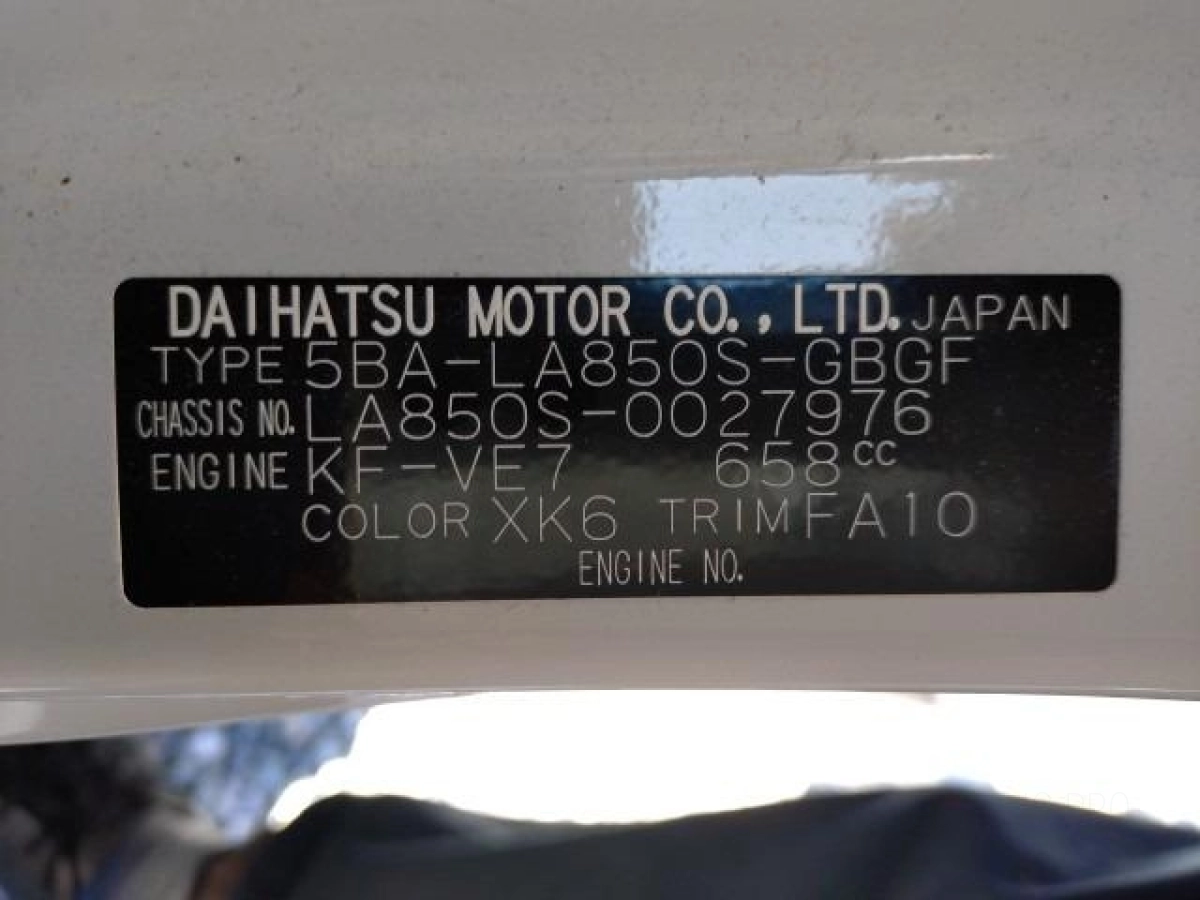 DAIHATSU MOTOR CO., LTD. JAPAN
TYPE 5BA-LA850S-GBGF
CHASSIS NO. LA850S-0027976
ENGINE KF-VE7 658cc
COLOR XK6 TRIM FA10
ENGINE NO.